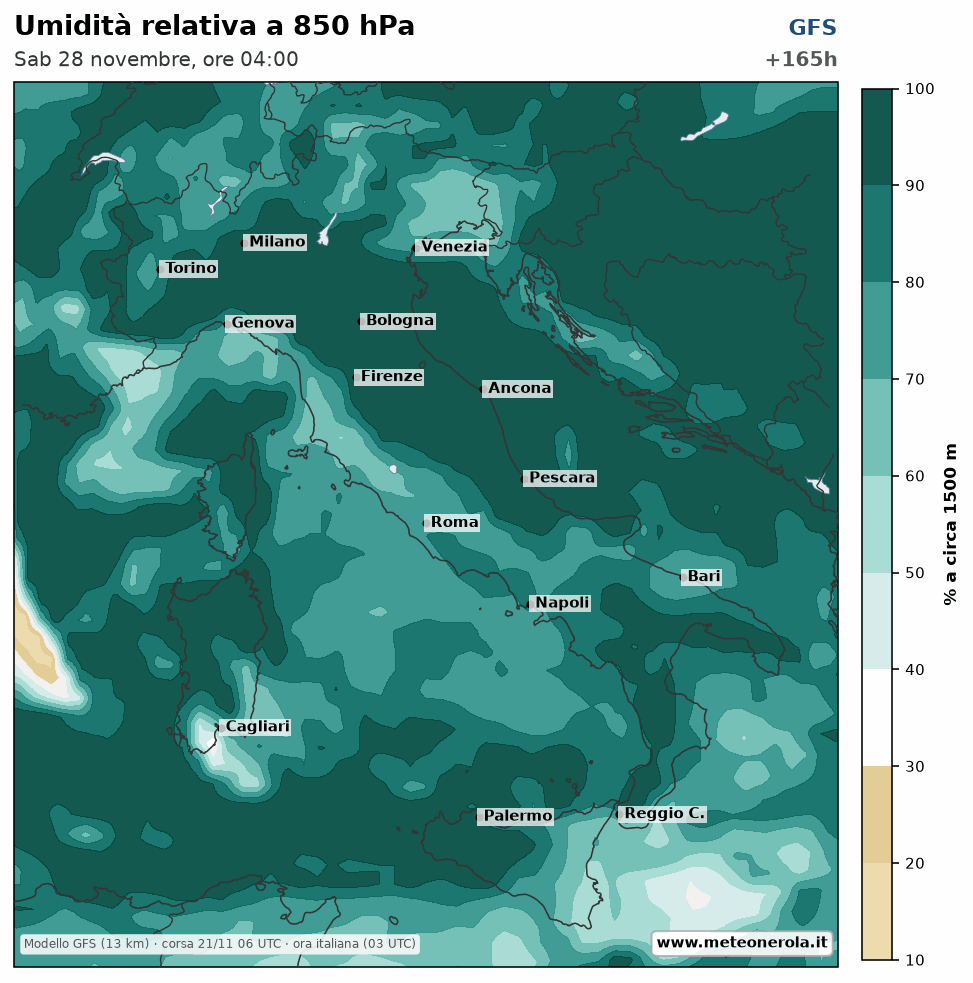 Umidità relativa a 850 hPa
GFS
Sab 28 novembre, ore 04:00
+165h
100
90
80
70
60
50
40
30
20
10
% a circa 1500 m
Milano
Venezia
Torino
Genova
Bologna
Firenze
Ancona
Pescara
Roma
Bari
Napoli
Cagliari
Palermo
Reggio C.
Modello GFS (13 km) · corsa 21/11 06 UTC · ora italiana (03 UTC)
www.meteonerola.it